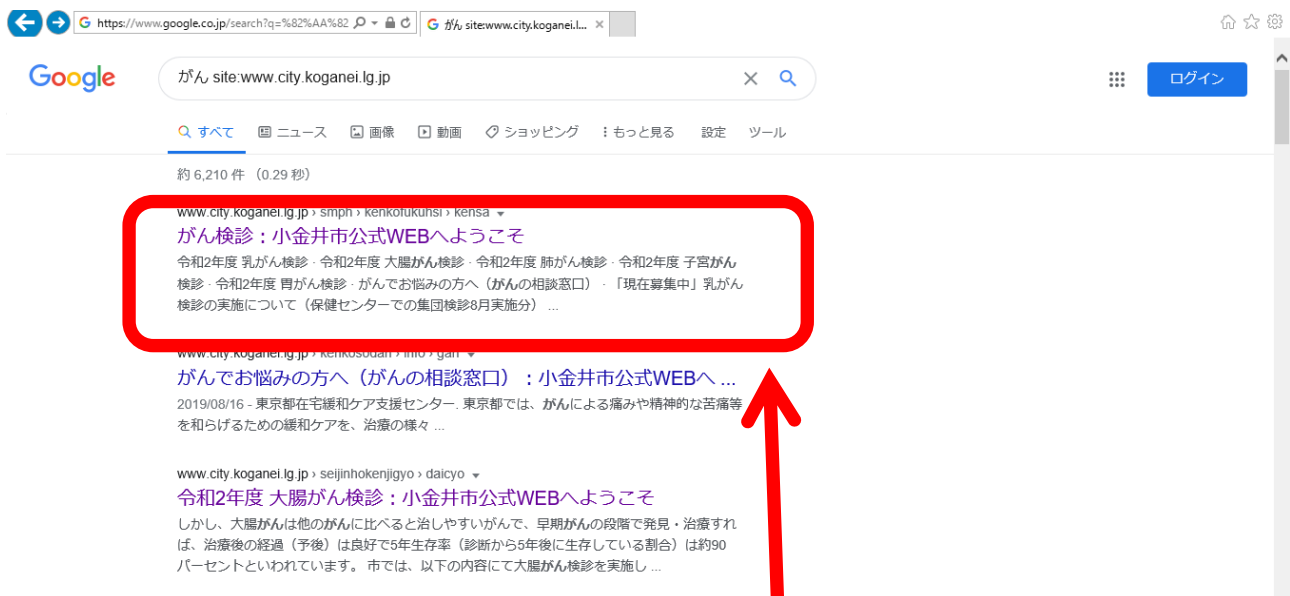 https://www.google.co.jp/search?q=%82%AA%82
がん site:www.city.koganei.l...
Google
がん site:www.city.koganei.lg.jp
ログイン
すべて ニュース 画像 動画 ショッピング もっと見る 設定 ツール
約 6,210 件 （0.29 秒）
www.city.koganei.lg.jp › smph › kenkofukuhsi › kensa
がん検診：小金井市公式WEBへようこそ
令和2年度 乳がん検診 · 令和2年度 大腸がん検診 · 令和2年度 肺がん検診 · 令和2年度 子宮がん
検診 · 令和2年度 胃がん検診 · がんでお悩みの方へ（がんの相談窓口） · 「現在募集中」乳がん
検診の実施について（保健センターでの集団検診8月実施分） ...
www.city.koganei.lg.jp › kenkosodan › info › gan
がんでお悩みの方へ（がんの相談窓口）：小金井市公式WEBへ ...
2019/08/16 - 東京都在宅緩和ケア支援センター. 東京都では、がんによる痛みや精神的な苦痛等
を和らげるための緩和ケアを、治療の様々 ...
www.city.koganei.lg.jp › seijinhokenjigyo › daicyo
令和2年度 大腸がん検診：小金井市公式WEBへようこそ
しかし、大腸がんは他のがんに比べると治しやすいがんで、早期がんの段階で発見・治療すれ
ば、治療後の経過（予後）は良好で5年生存率（診断から5年後に生存している割合）は約90
パーセントといわれています。 市では、以下の内容にて大腸がん検診を実施し ...